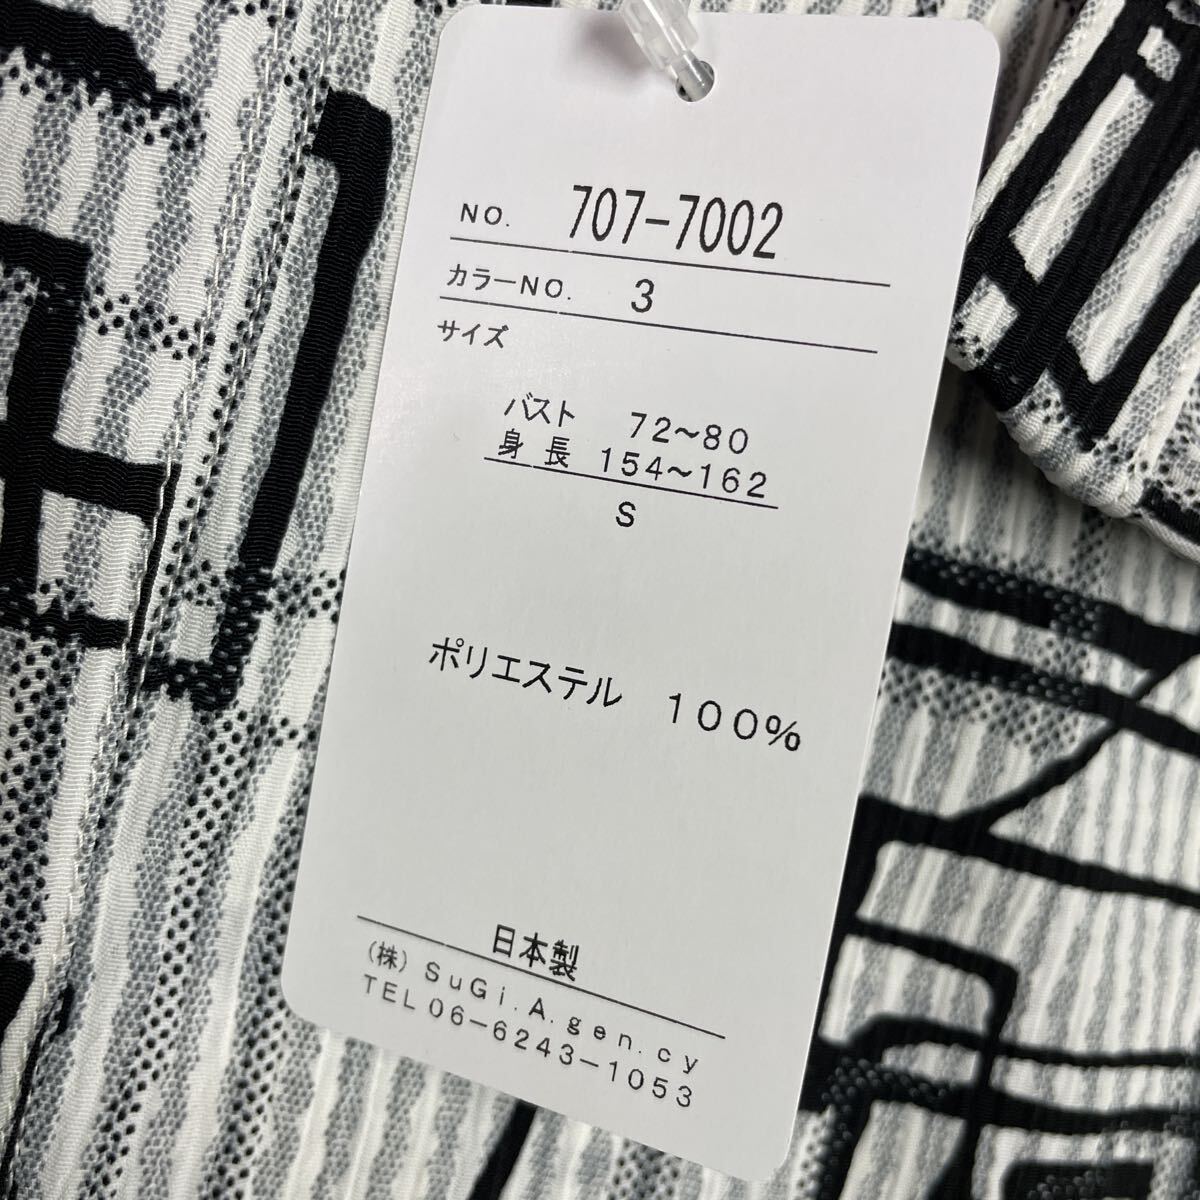 NO. 707-7002
カラーNO. 3
サイズ
バスト 72~80
身長 154~162
S
ポリエステル 100%
日本製
(株) SuGi.A.gen.cy
TEL 06-6243-1053